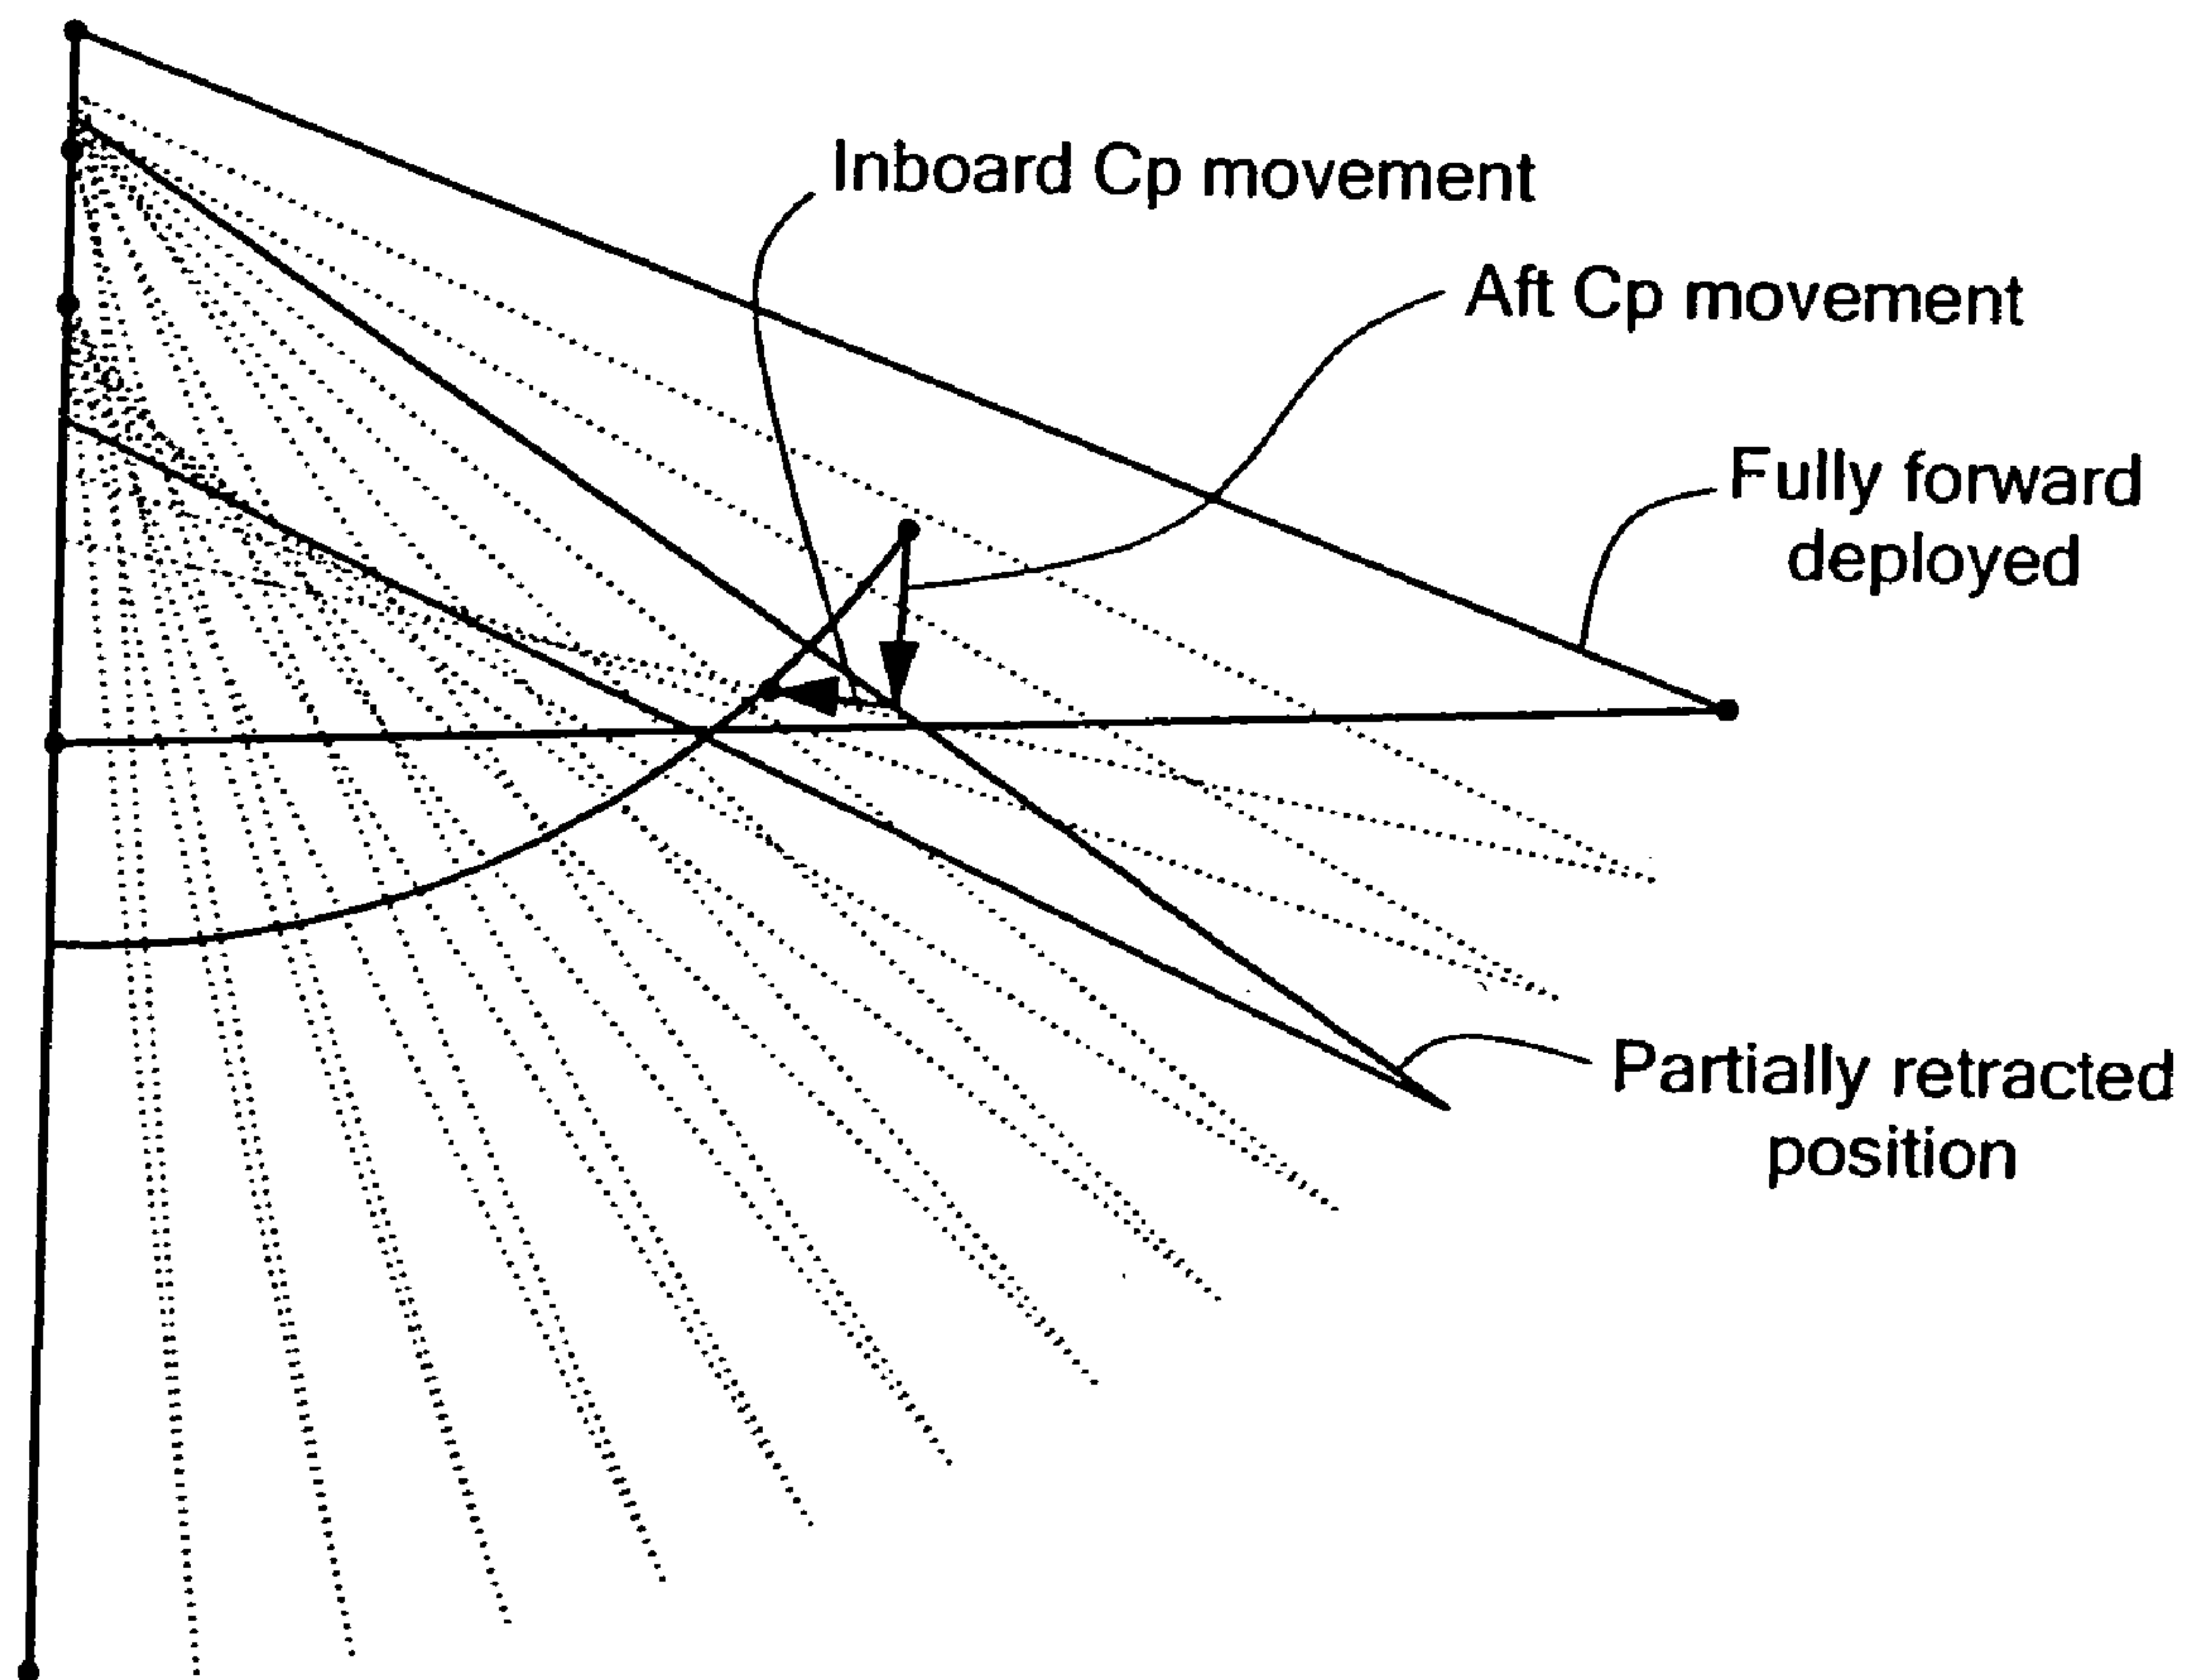 Inboard Cp movement
Aft Cp movement
Fully forward
deployed
Partially retracted
position